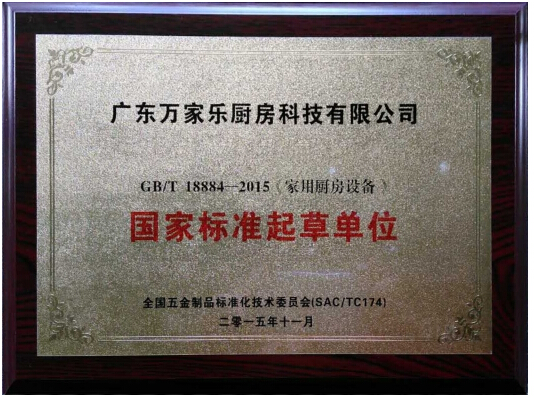 广东万家乐厨房科技有限公司
GB/T 18884—2015《家用厨房设备》
国家标准起草单位
全国五金制品标准化技术委员会(SAC/TC174)
二零一五年十一月